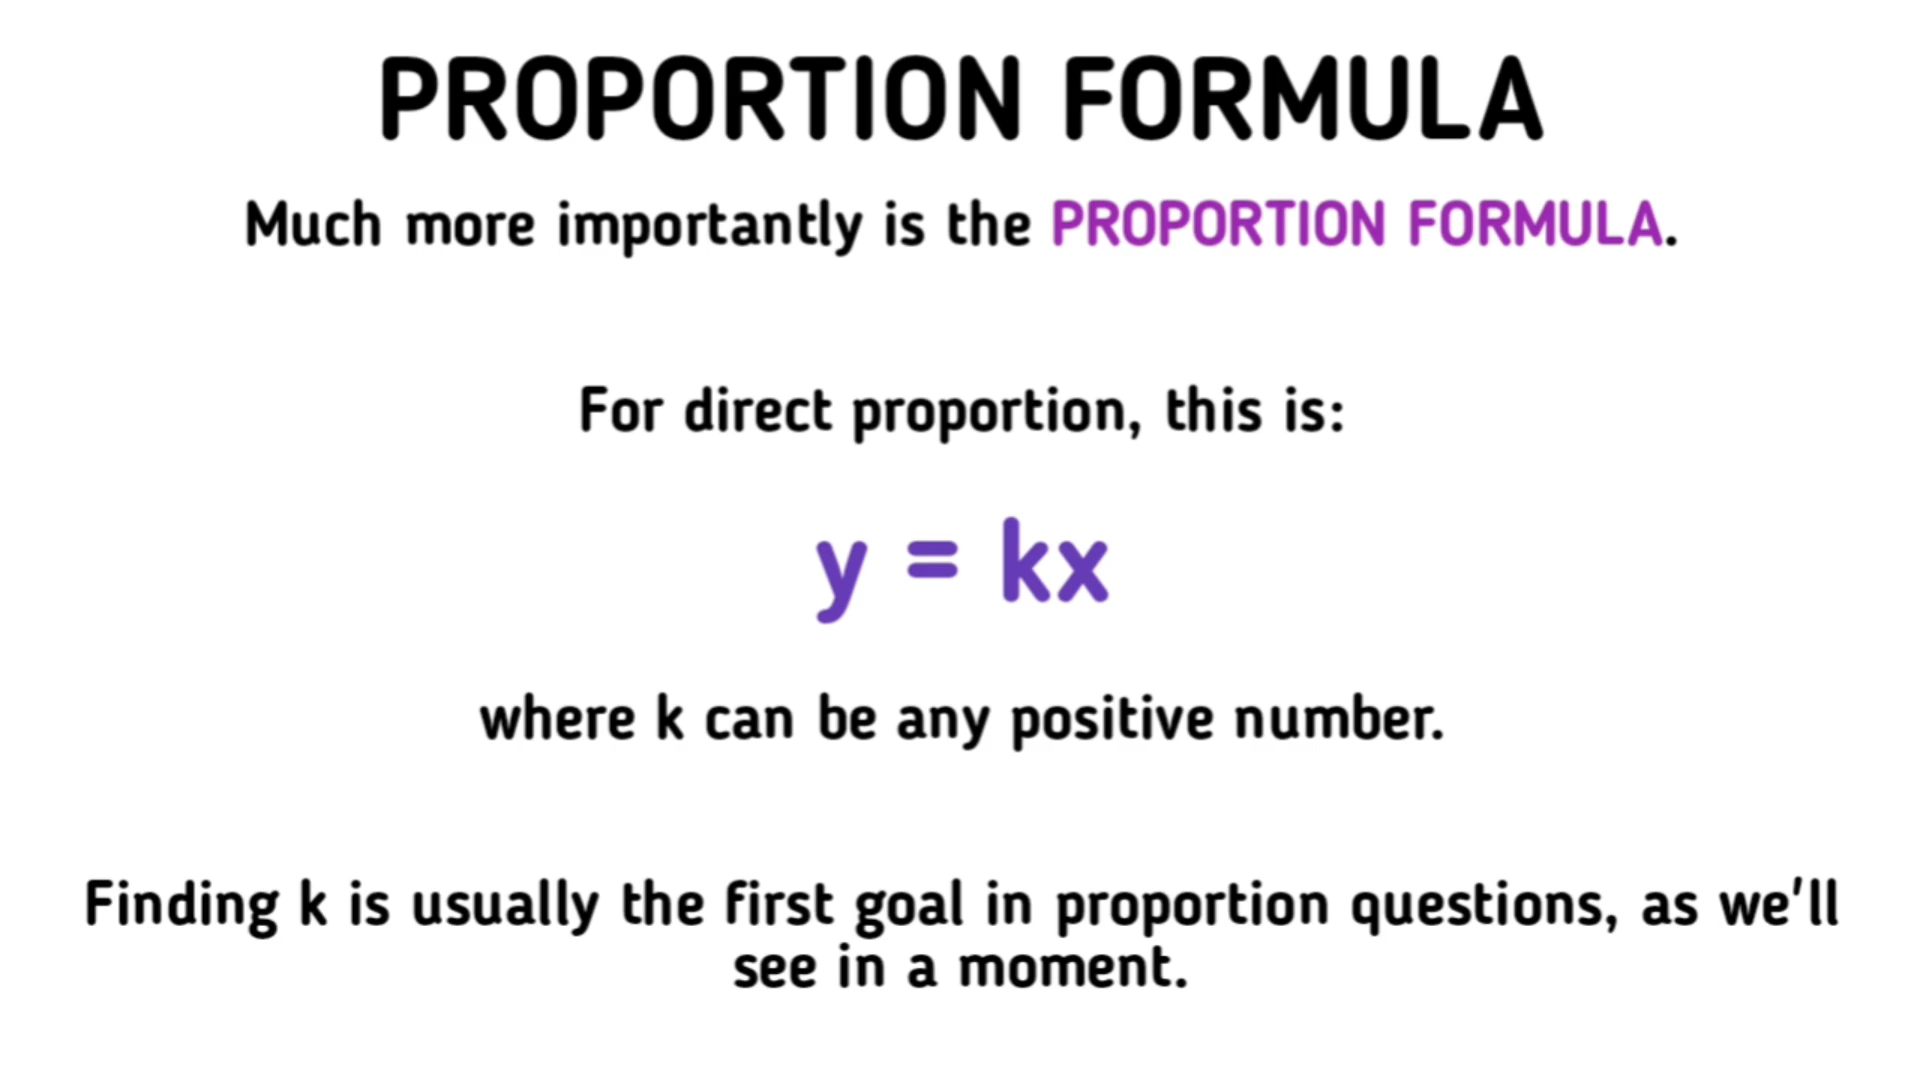 PROPORTION FORMULA
Much more importantly is the PROPORTION FORMULA.
For direct proportion, this is:
y = kx
where k can be any positive number.
Finding k is usually the first goal in proportion questions, as we'll
see in a moment.